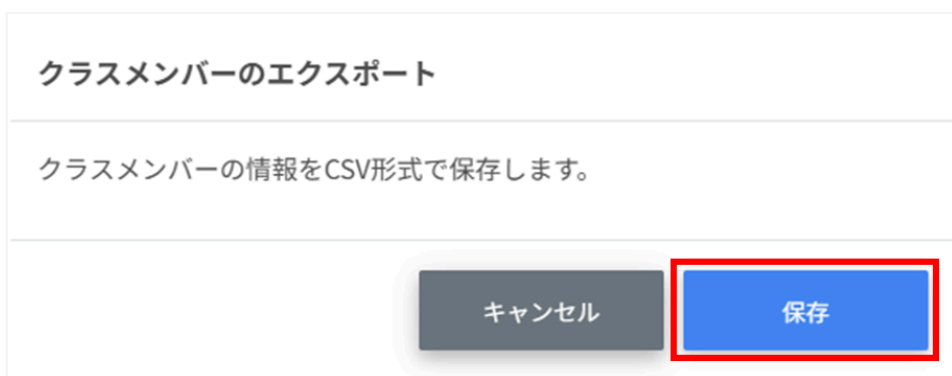 クラスメンバーのエクスポート
クラスメンバーの情報をCSV形式で保存します。
キャンセル
保存